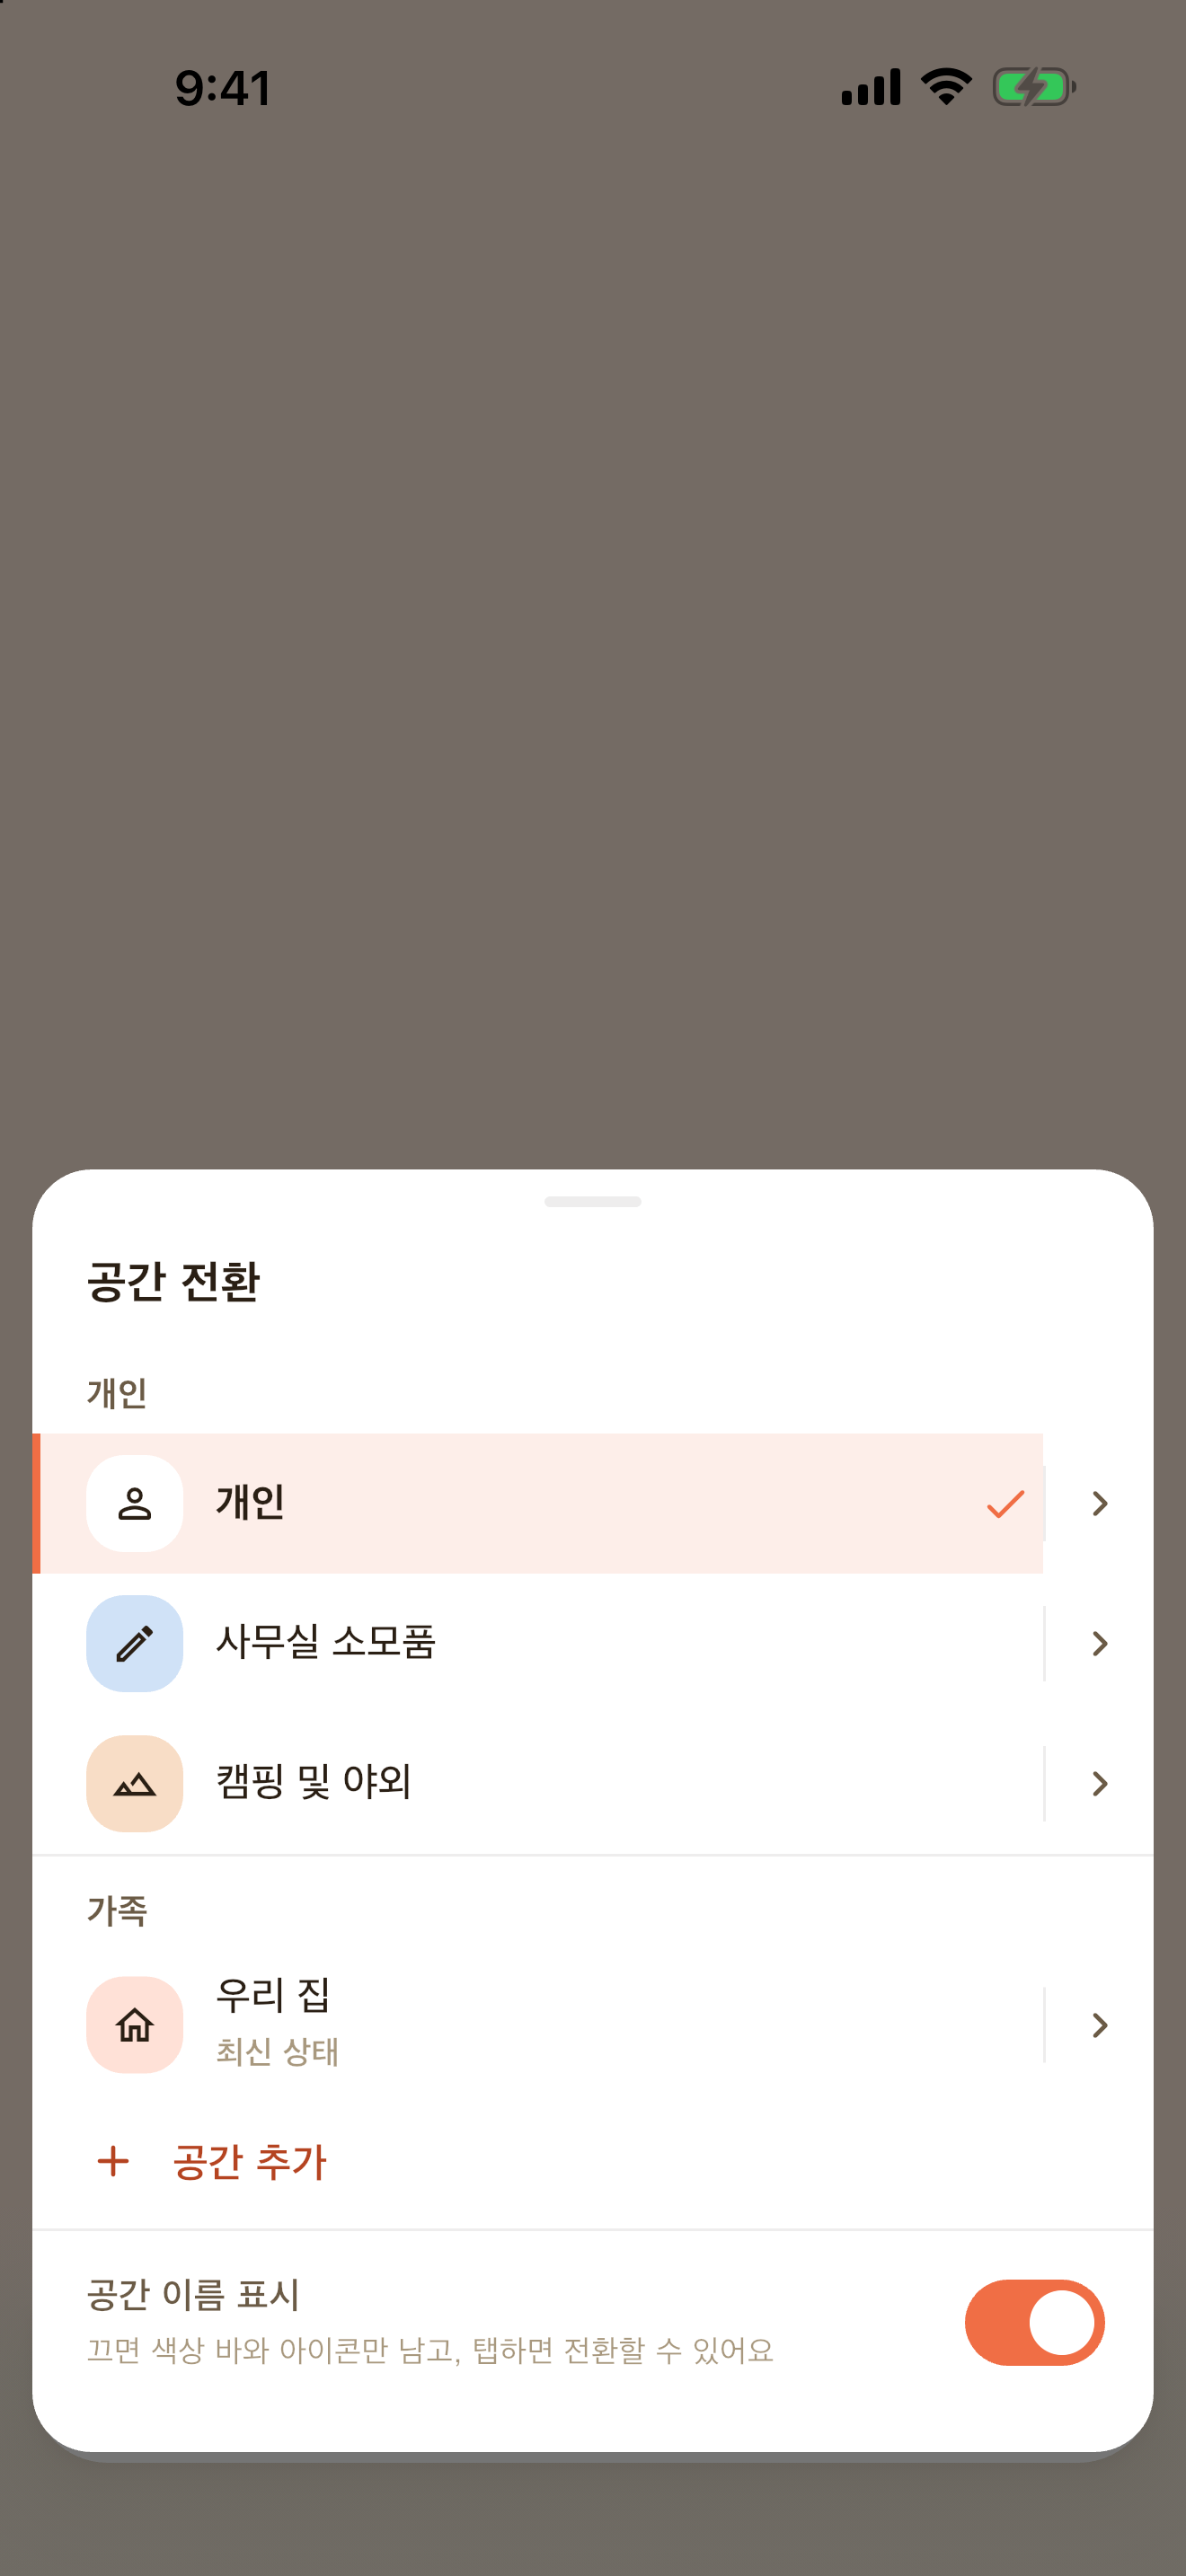 9:41
공간 전환
개인
개인
사무실 소모품
캠핑 및 야외
가족
우리 집
최신 상태
공간 추가
공간 이름 표시
끄면 색상 바와 아이콘만 남고, 탭하면 전환할 수 있어요